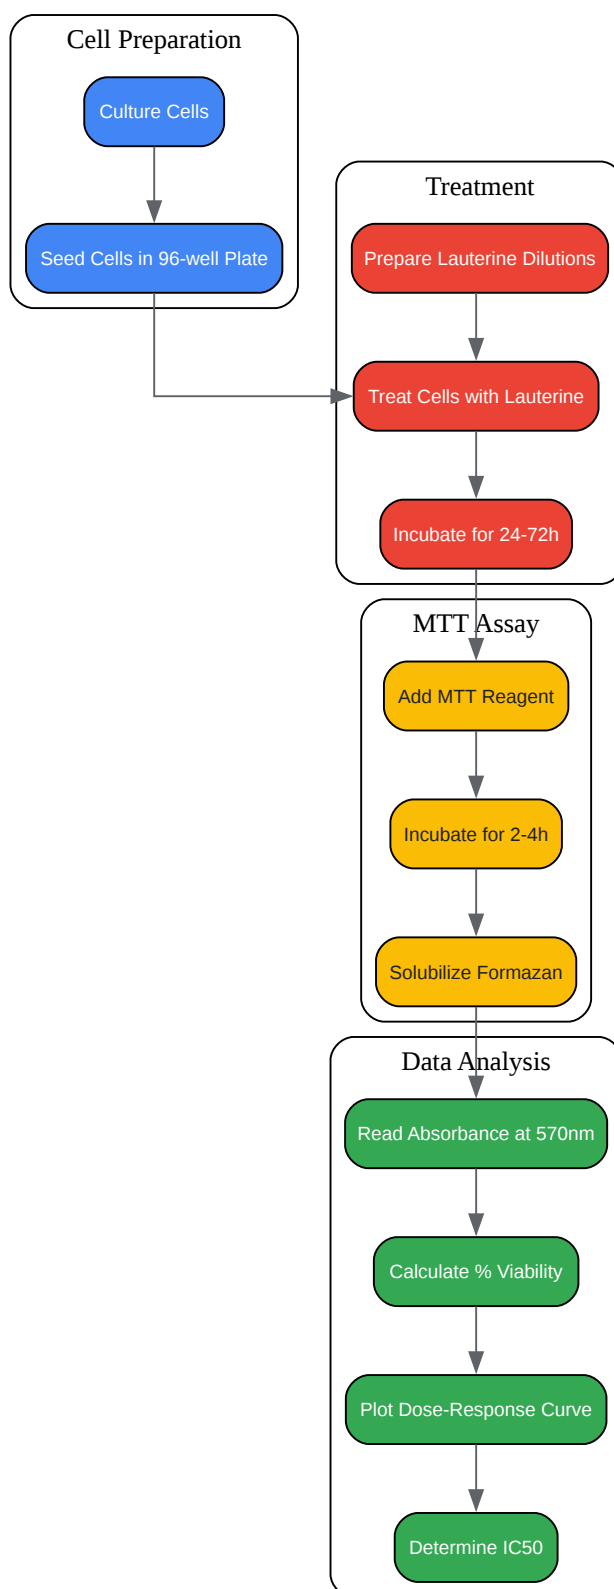 Cell Preparation
Culture Cells
Seed Cells in 96-well Plate
Treatment
Prepare Lauterine Dilutions
Treat Cells with Lauterine
Incubate for 24-72h
MTT Assay
Add MTT Reagent
Incubate for 2-4h
Solubilize Formazan
Data Analysis
Read Absorbance at 570nm
Calculate % Viability
Plot Dose-Response Curve
Determine IC50